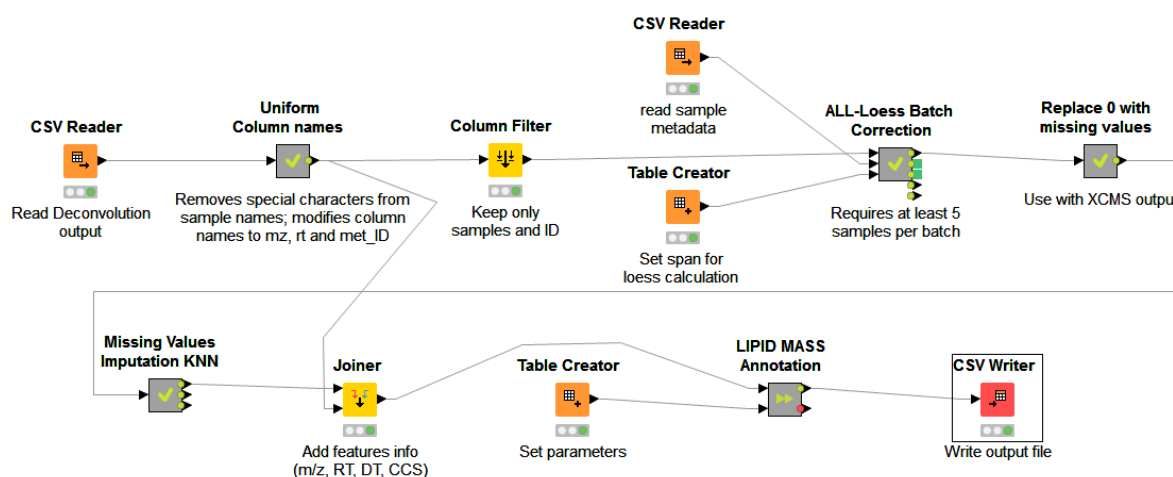 CSV Reader
read sample
metadata
CSV Reader
Read Deconvolution
output
Uniform
Column names
Removes special characters from
sample names; modifies column
names to mz, rt and met_ID
Column Filter
Keep only
samples and ID
Table Creator
Set span for
loess calculation
ALL-Loess Batch
Correction
Requires at least 5
samples per batch
Replace 0 with
missing values
Use with XCMS output
Missing Values
Imputation KNN
Joiner
Add features info
(m/z, RT, DT, CCS)
Table Creator
Set parameters
LIPID MASS
Annotation
CSV Writer
Write output file